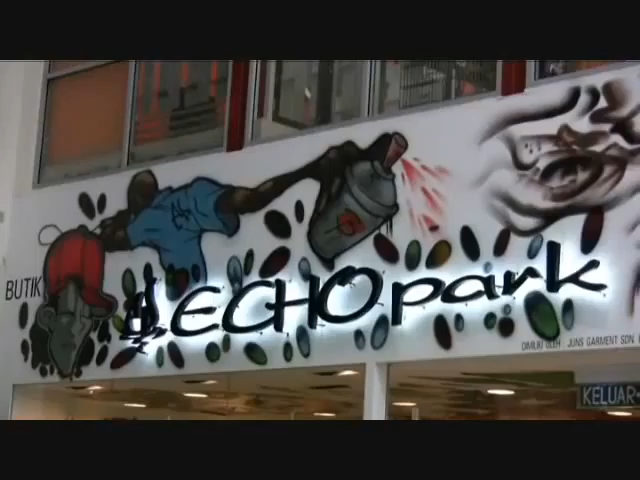 BUTIK
ECHOpark
DIMILIKI OLEH : JUNS GARMENT SDN
KELUAR